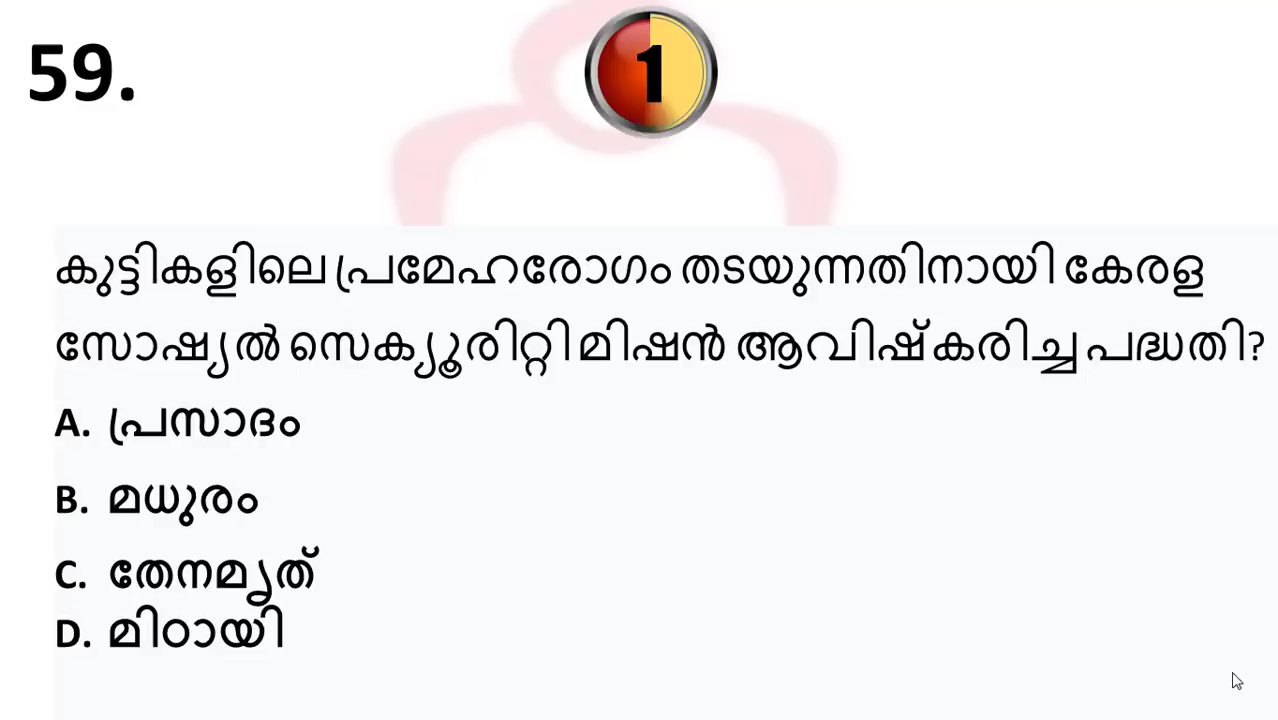 59.
1
കുട്ടികളിലെ പ്രമേഹരോഗം തടയുന്നതിനായി കേരള
സോഷ്യൽ സെക്യൂരിറ്റി മിഷൻ ആവിഷ്കരിച്ച പദ്ധതി?
A. പ്രസാദം
B. മധുരം
C. തേനമൃത്
D. മിഠായി